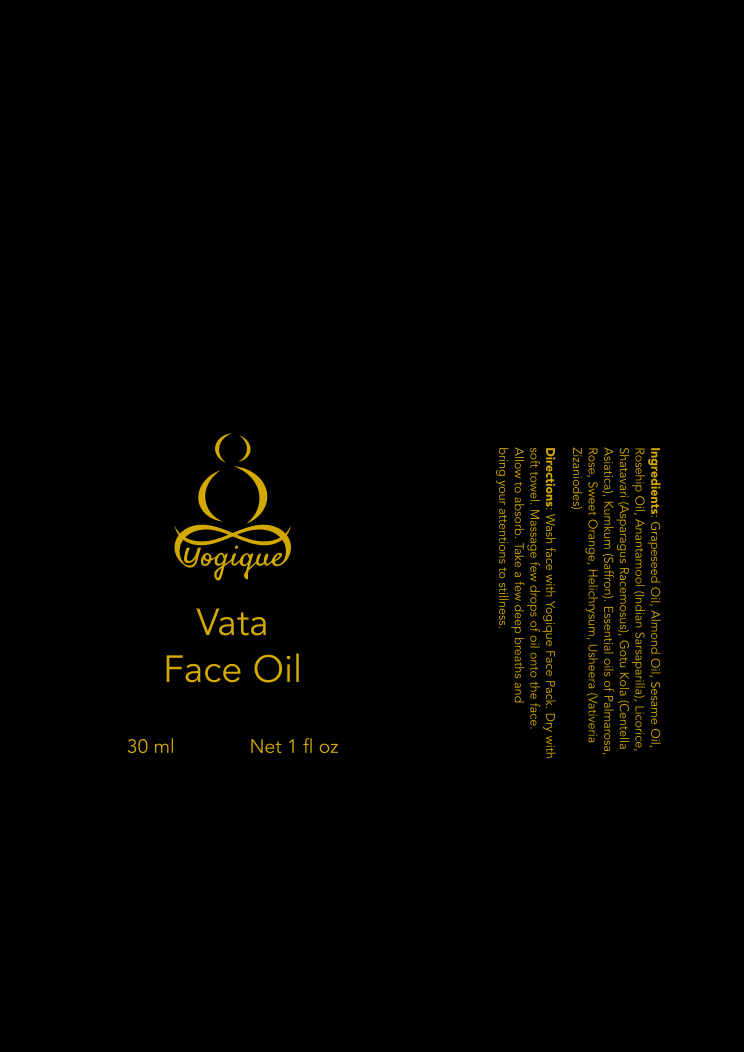 Yogique
Vata
Face Oil
30 ml
Net 1 fl oz
Ingredients: Grapeseed Oil, Almond Oil, Sesame Oil,
Rosehip Oil, Anantamool (Indian Sarsaparilla), Licorice,
Shatavari (Asparagus Racemosus), Gotu Kola (Centella
Asiatica), Kumkum (Saffron). Essential oils of Palmarosa,
Rose, Sweet Orange, Helichrysum, Usheera (Vativeria
Zizaniodes)
Directions: Wash face with Yogique Face Pack. Dry with
soft towel. Massage few drops of oil onto the face.
Allow to absorb. Take a few deep breaths and
bring your attentions to stillness.